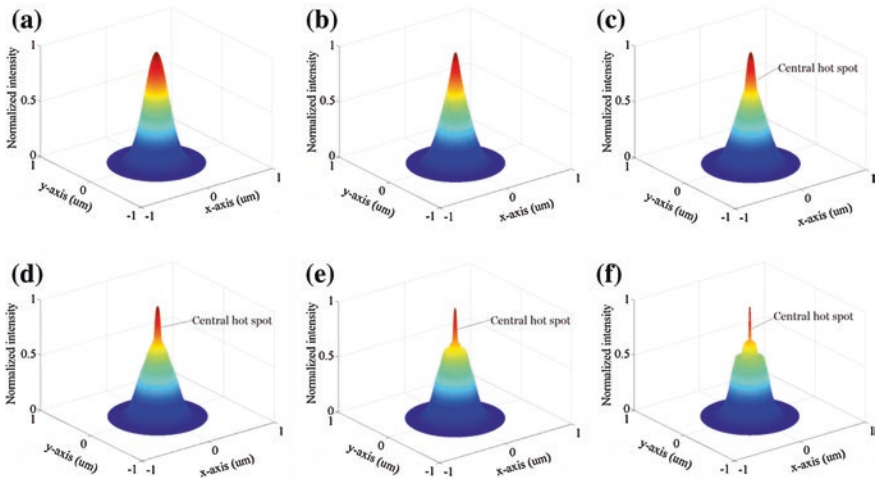 (a)
Normalized intensity
1
0.5
0
1
y-axis (um)
0
-1
-1
0
x-axis (um)
1
(b)
Normalized intensity
1
0.5
0
1
y-axis (um)
0
-1
-1
0
x-axis (um)
1
(c)
Normalized intensity
1
0.5
0
1
Central hot spot
y-axis (um)
0
-1
-1
0
x-axis (um)
1
(d)
Normalized intensity
1
0.5
0
1
Central hot spot
y-axis (um)
0
-1
-1
0
x-axis (um)
1
(e)
Normalized intensity
1
0.5
0
1
Central hot spot
y-axis (um)
0
-1
-1
0
x-axis (um)
1
(f)
Normalized intensity
1
0.5
0
1
Central hot spot
y-axis (um)
0
-1
-1
0
x-axis (um)
1